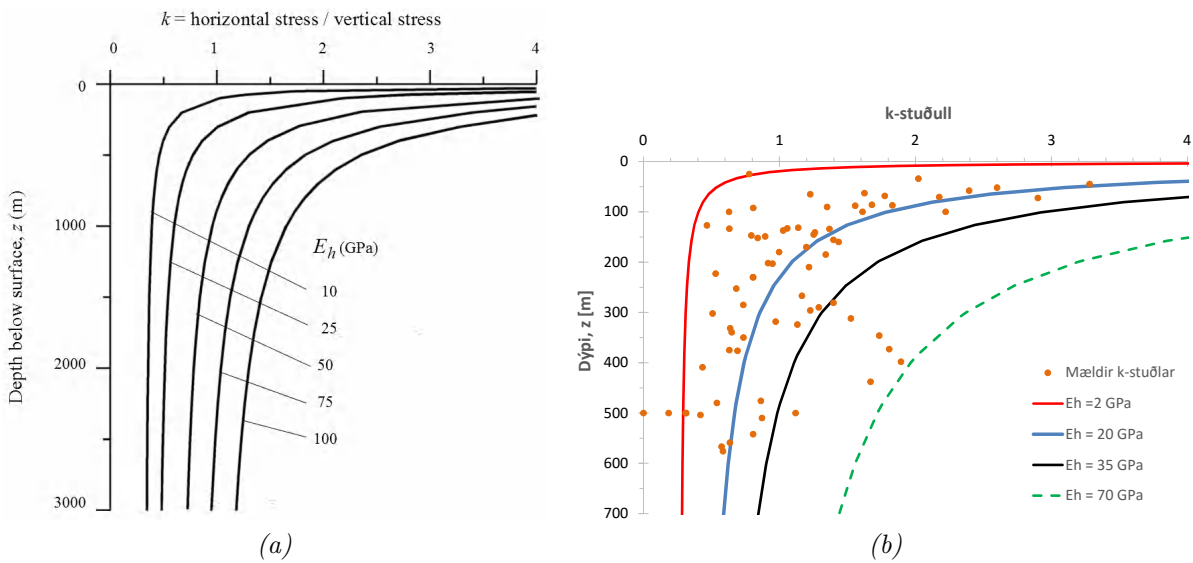 k = horizontal stress / vertical stress
0 1 2 3 4
0
1000
2000
3000
Depth below surface, z (m)
E_h (GPa)
10
25
50
75
100
(a)
k-stuðull
0 1 2 3 4
0
100
200
300
400
500
600
700
Dýpi, z [m]
Mældir k-stuðlar
Eh =2 GPa
Eh = 20 GPa
Eh = 35 GPa
Eh = 70 GPa
(b)